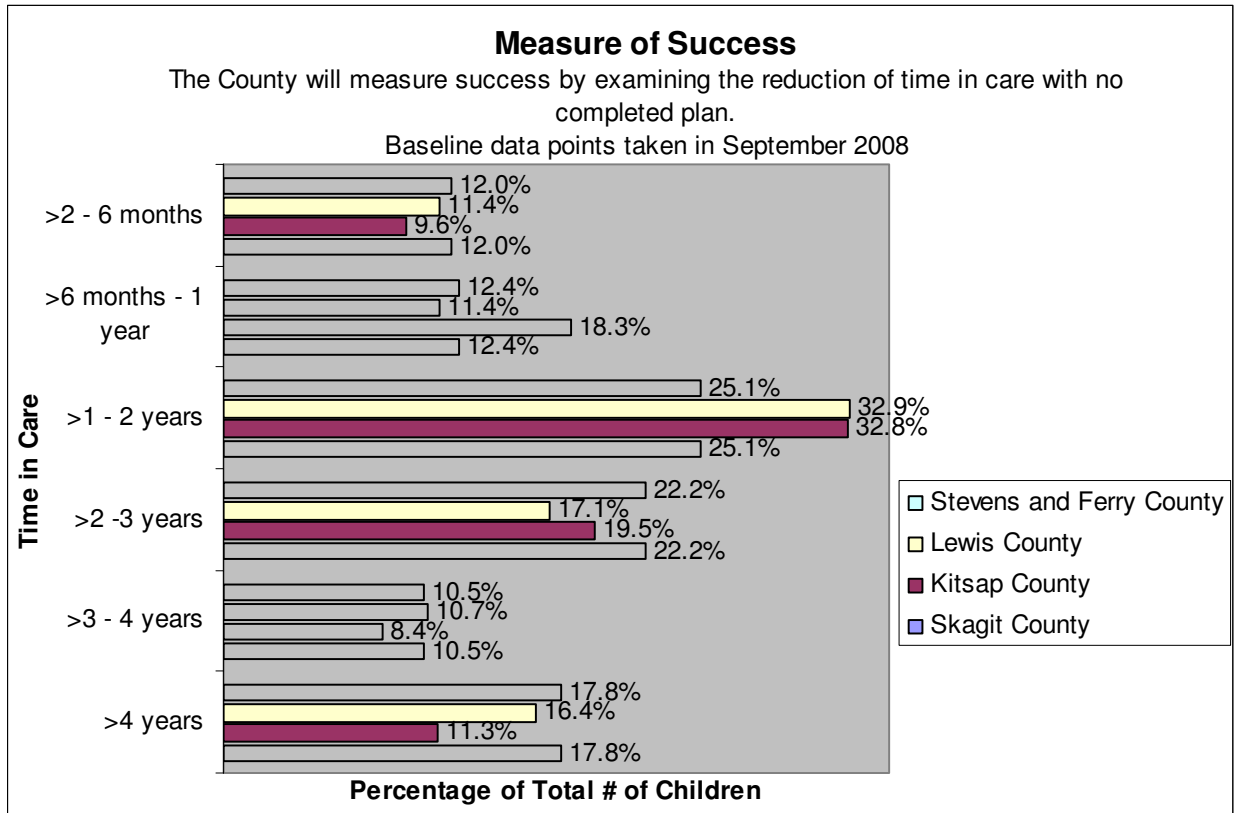 Measure of Success
The County will measure success by examining the reduction of time in care with no
completed plan.
Baseline data points taken in September 2008
>2 - 6 months
12.0%
11.4%
9.6%
12.0%
>6 months - 1
year
12.4%
11.4%
18.3%
12.4%
>1 - 2 years
25.1%
32.9%
32.8%
25.1%
>2 -3 years
22.2%
17.1%
19.5%
22.2%
>3 - 4 years
10.5%
10.7%
8.4%
10.5%
>4 years
17.8%
16.4%
11.3%
17.8%
Time in Care
Percentage of Total # of Children
Stevens and Ferry County
Lewis County
Kitsap County
Skagit County